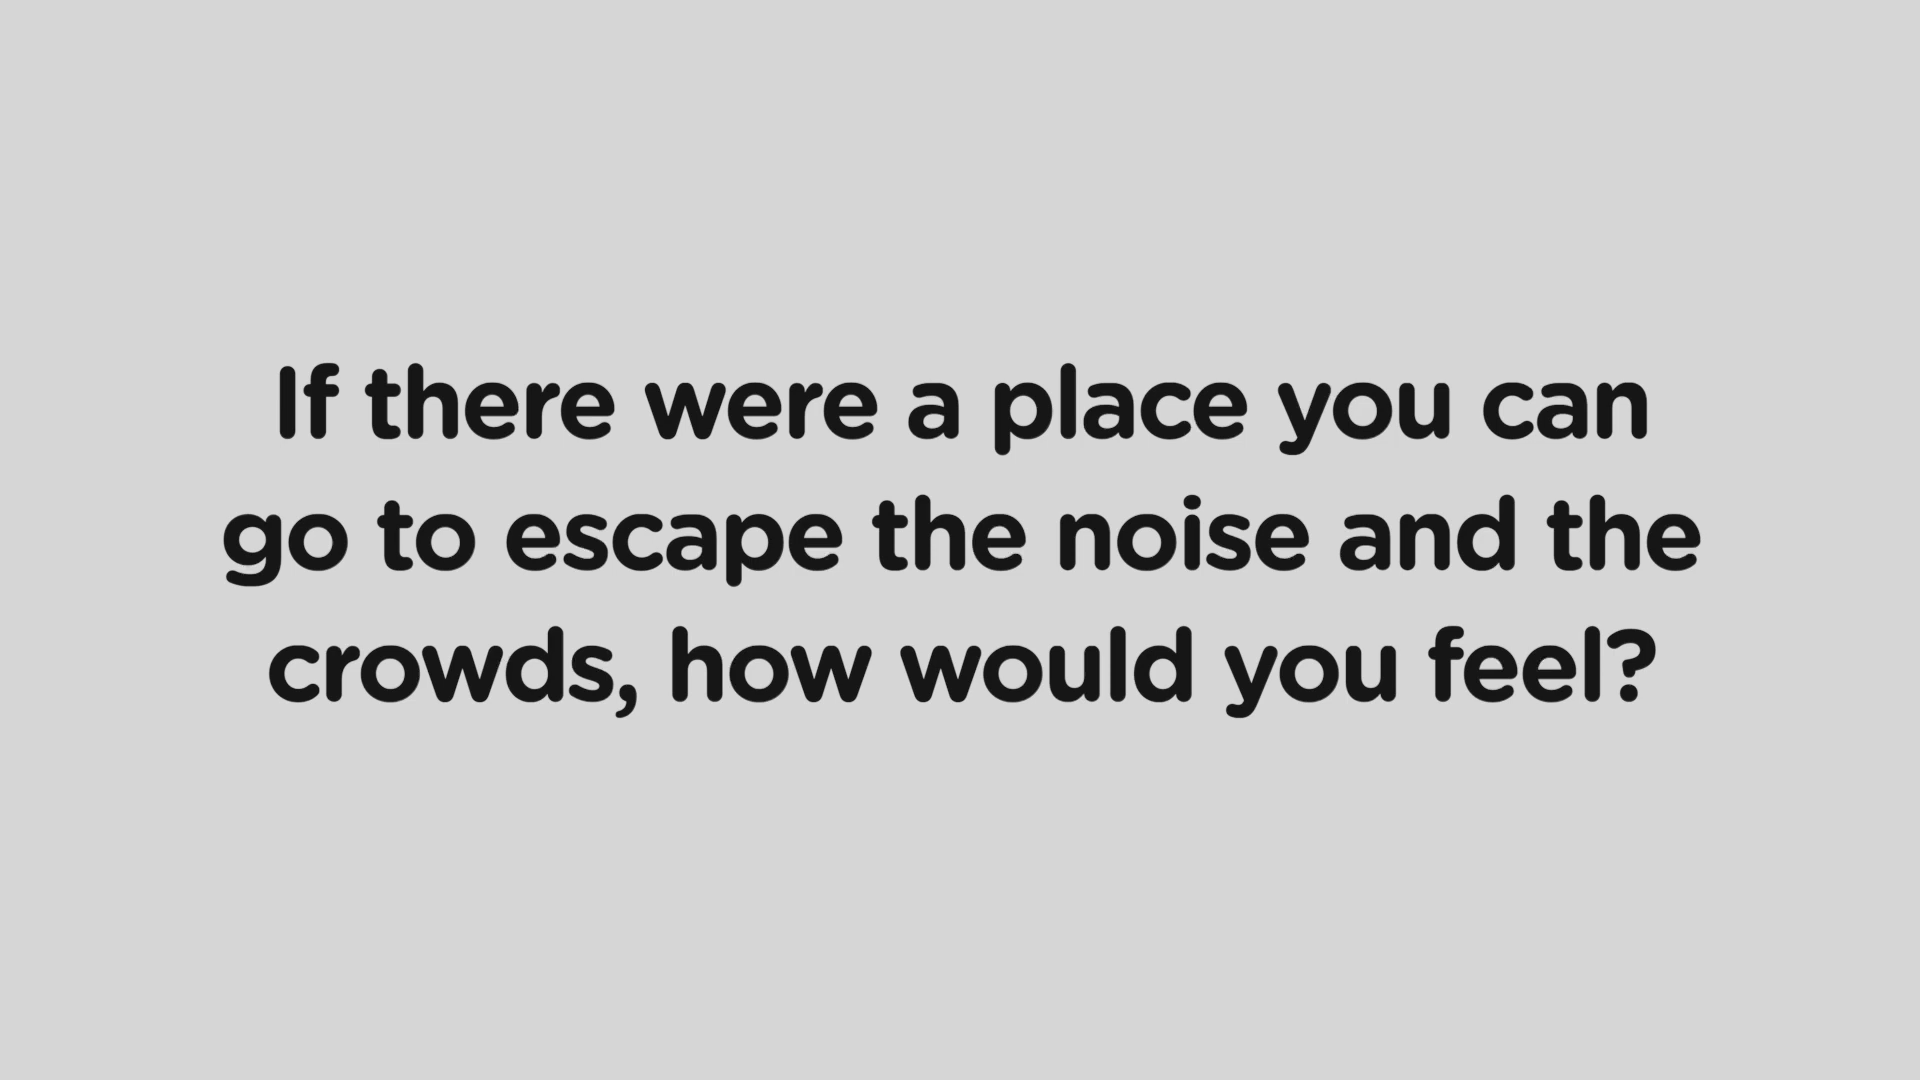 If there were a place you can
go to escape the noise and the
crowds, how would you feel?